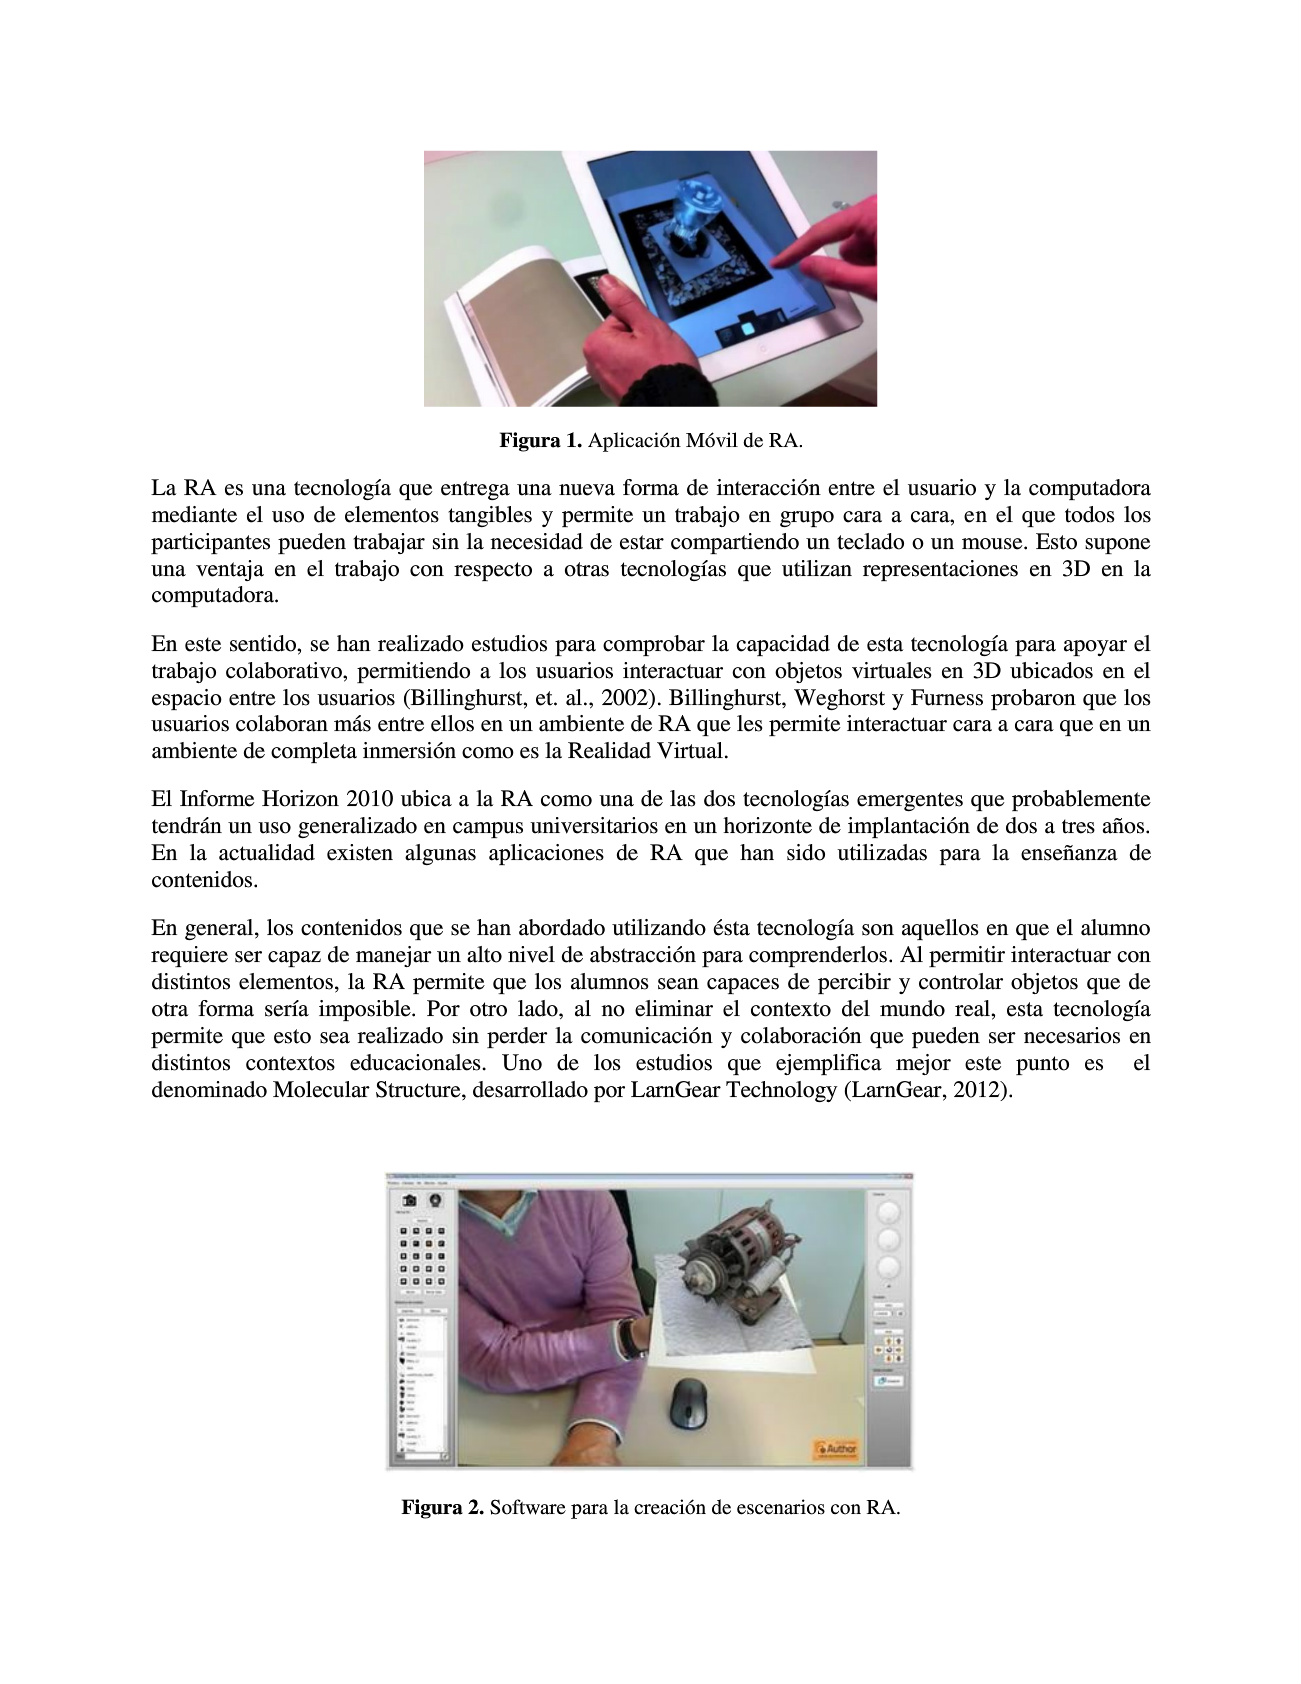 Figura 1. Aplicación Móvil de RA.
La RA es una tecnología que entrega una nueva forma de interacción entre el usuario y la computadora
mediante el uso de elementos tangibles y permite un trabajo en grupo cara a cara, en el que todos los
participantes pueden trabajar sin la necesidad de estar compartiendo un teclado o un mouse. Esto supone
una ventaja en el trabajo con respecto a otras tecnologías que utilizan representaciones en 3D en la
computadora.
En este sentido, se han realizado estudios para comprobar la capacidad de esta tecnología para apoyar el
trabajo colaborativo, permitiendo a los usuarios interactuar con objetos virtuales en 3D ubicados en el
espacio entre los usuarios (Billinghurst, et. al., 2002). Billinghurst, Weghorst y Furness probaron que los
usuarios colaboran más entre ellos en un ambiente de RA que les permite interactuar cara a cara que en un
ambiente de completa inmersión como es la Realidad Virtual.
El Informe Horizon 2010 ubica a la RA como una de las dos tecnologías emergentes que probablemente
tendrán un uso generalizado en campus universitarios en un horizonte de implantación de dos a tres años.
En la actualidad existen algunas aplicaciones de RA que han sido utilizadas para la enseñanza de
contenidos.
En general, los contenidos que se han abordado utilizando ésta tecnología son aquellos en que el alumno
requiere ser capaz de manejar un alto nivel de abstracción para comprenderlos. Al permitir interactuar con
distintos elementos, la RA permite que los alumnos sean capaces de percibir y controlar objetos que de
otra forma sería imposible. Por otro lado, al no eliminar el contexto del mundo real, esta tecnología
permite que esto sea realizado sin perder la comunicación y colaboración que pueden ser necesarios en
distintos contextos educacionales. Uno de los estudios que ejemplifica mejor este punto es el
denominado Molecular Structure, desarrollado por LarnGear Technology (LarnGear, 2012).
Author
Figura 2. Software para la creación de escenarios con RA.